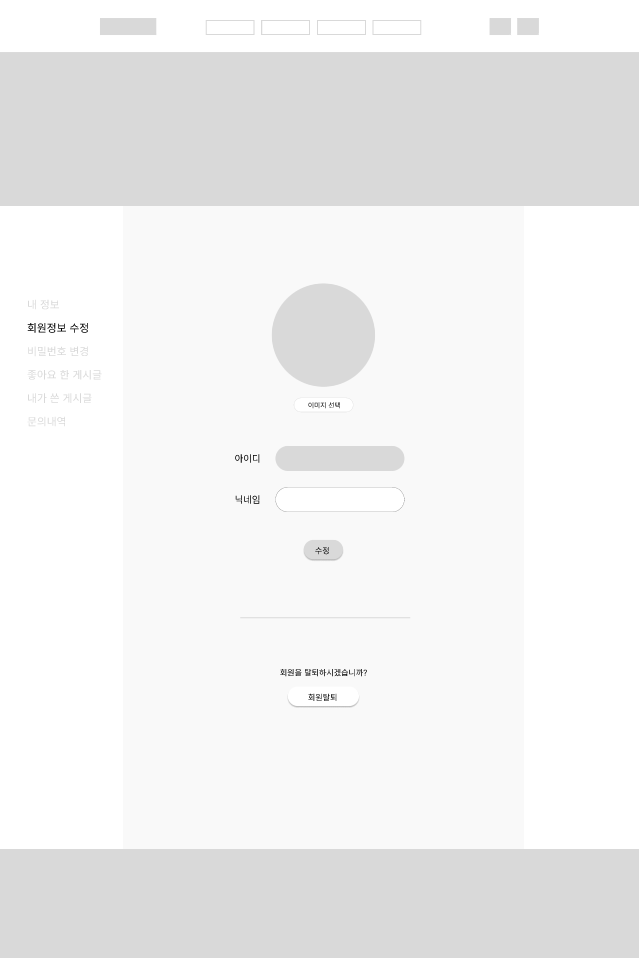 내 정보
회원정보 수정
비밀번호 변경
좋아요 한 게시글
내가 쓴 게시글
문의내역
이미지 선택
아이디
닉네임
수정
회원을 탈퇴하시겠습니까?
회원탈퇴